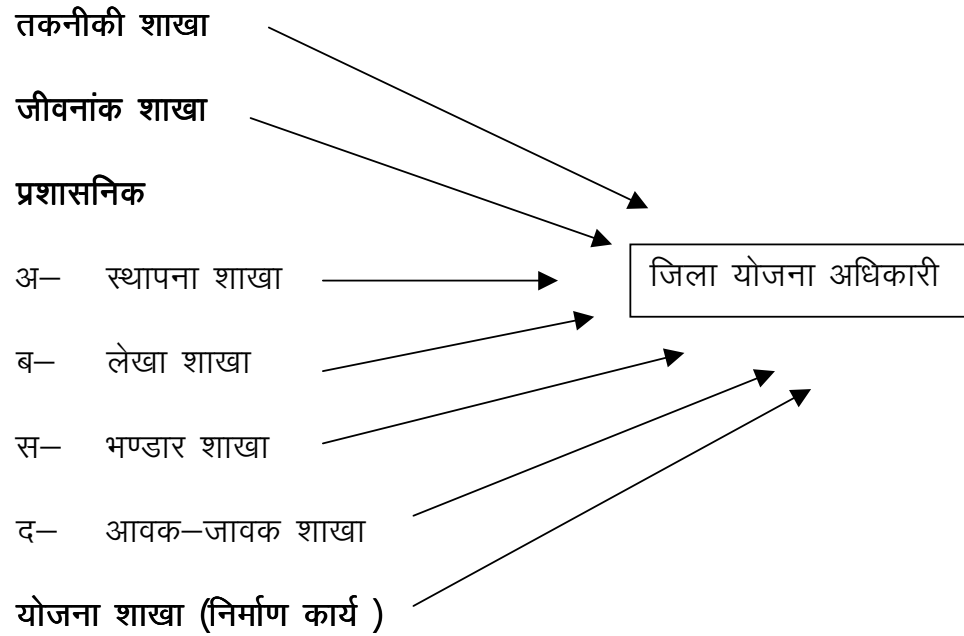 तकनीकी शाखा
जीवनांक शाखा
प्रशासनिक
जिला योजना अधिकारी
अ– स्थापना शाखा
ब– लेखा शाखा
स– भण्डार शाखा
द– आवक–जावक शाखा
योजना शाखा (निर्माण कार्य )